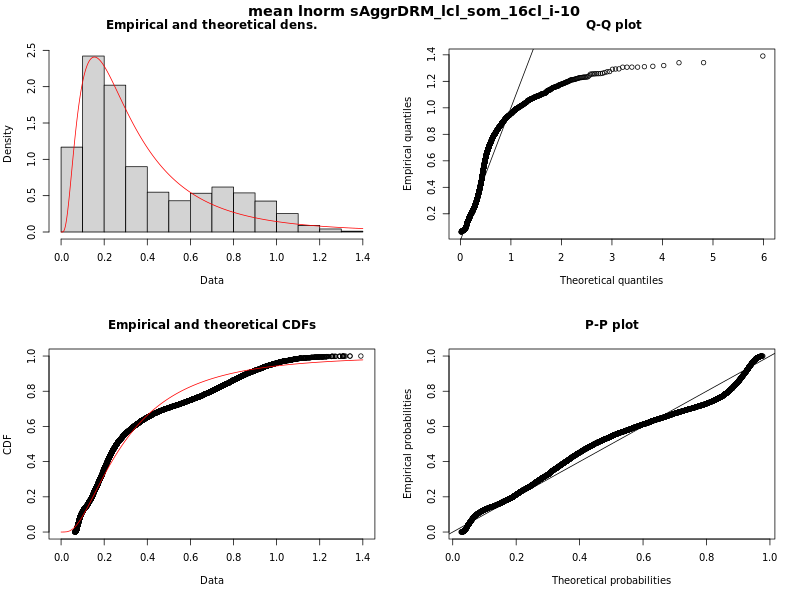 mean lnorm sAggrDRM_lcl_som_16cl_i-10
Empirical and theoretical dens.
Density
0.0 0.5 1.0 1.5 2.0 2.5
0.0 0.2 0.4 0.6 0.8 1.0 1.2 1.4
Data
Q-Q plot
Empirical quantiles
0.2 0.4 0.6 0.8 1.0 1.2 1.4
0 1 2 3 4 5 6
Theoretical quantiles
Empirical and theoretical CDFs
CDF
0.0 0.2 0.4 0.6 0.8 1.0
0.0 0.2 0.4 0.6 0.8 1.0 1.2 1.4
Data
P-P plot
Empirical probabilities
0.0 0.2 0.4 0.6 0.8 1.0
0.0 0.2 0.4 0.6 0.8 1.0
Theoretical probabilities